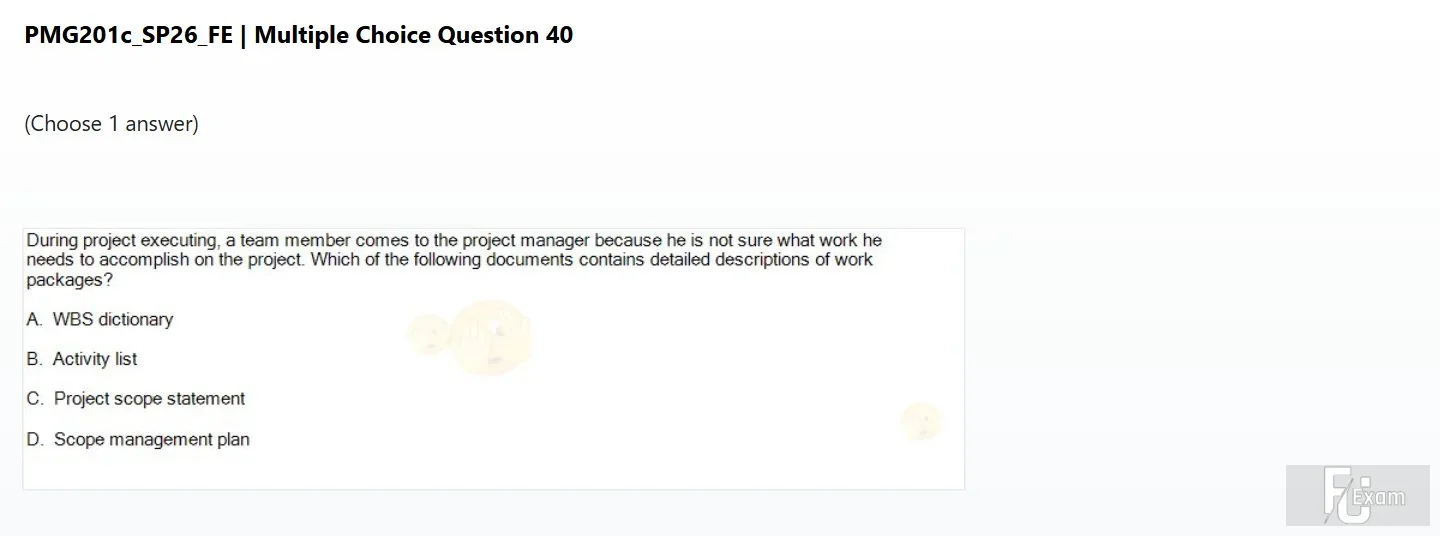 PMG201c_SP26_FE | Multiple Choice Question 40
(Choose 1 answer)
During project executing, a team member comes to the project manager because he is not sure what work he
needs to accomplish on the project. Which of the following documents contains detailed descriptions of work
packages?
A. WBS dictionary
B. Activity list
C. Project scope statement
D. Scope management plan
FU Exam